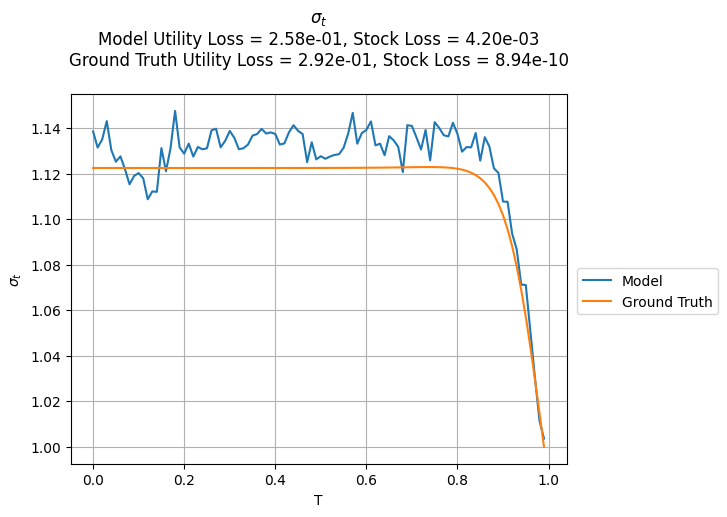 σt
Model Utility Loss = 2.58e-01, Stock Loss = 4.20e-03
Ground Truth Utility Loss = 2.92e-01, Stock Loss = 8.94e-10
1.14
1.12
1.10
1.08
1.06
1.04
1.02
1.00
σt
0.0 0.2 0.4 0.6 0.8 1.0
T
Model
Ground Truth